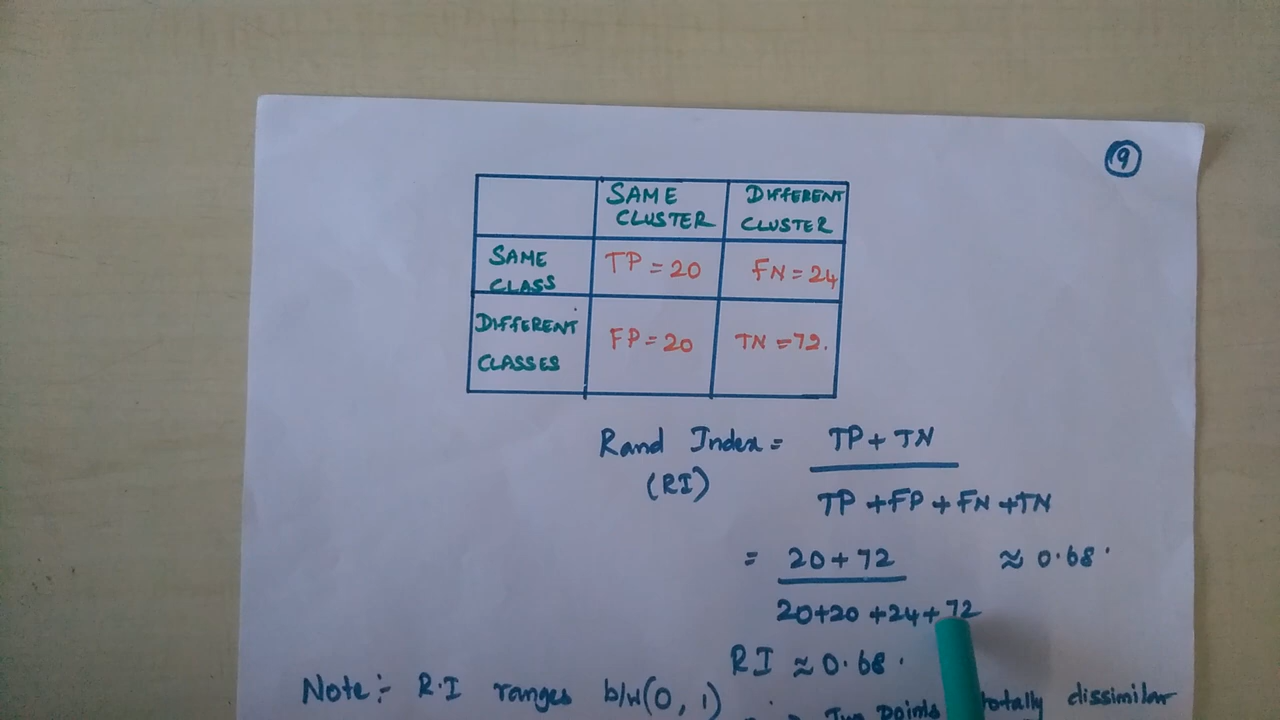 9
SAME CLUSTER DIFFERENT CLUSTER
SAME CLASS TP = 20 FN = 24
DIFFERENT CLASSES FP = 20 TN = 72.
Rand Index = TP + TN
(RI)
TP + FP + FN + TN
= 20 + 72 ≈ 0.68.
20+20 +24+72
RI ≈ 0.68.
Note :- R.I ranges b/w (0, 1) Two points totally dissimilar